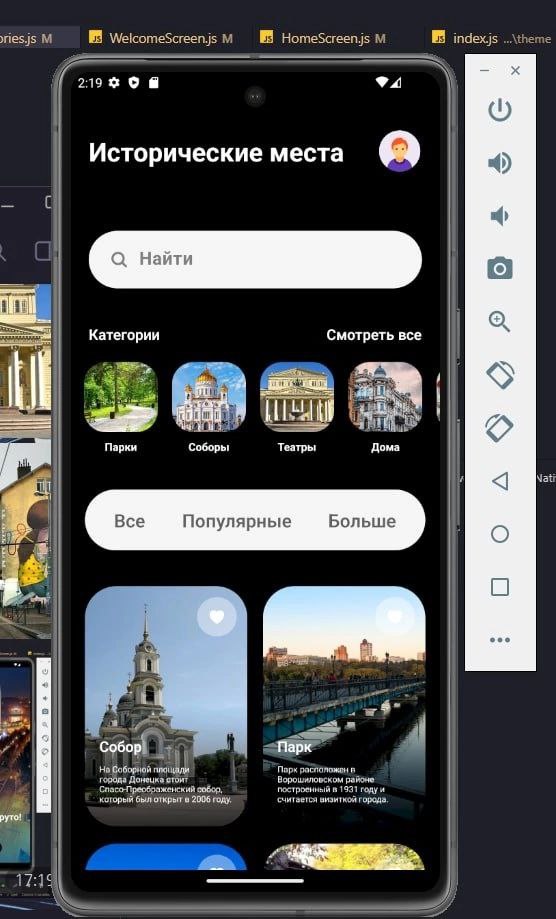 ories.js M
WelcomeScreen.js M
HomeScreen.js M
index.js ...\theme
2:19
Исторические места
Найти
Категории
Смотреть все
Парки
Соборы
Театры
Дома
Все
Популярные
Больше
Собор
На Соборной площади
города Донецка стоит
Спасо-Преображенский собор,
который был открыт в 2006 году.
Парк
Парк расположен в
Ворошиловском районе
построенный в 1931 году и
считается визиткой города.
Nativ
руто!
17:19